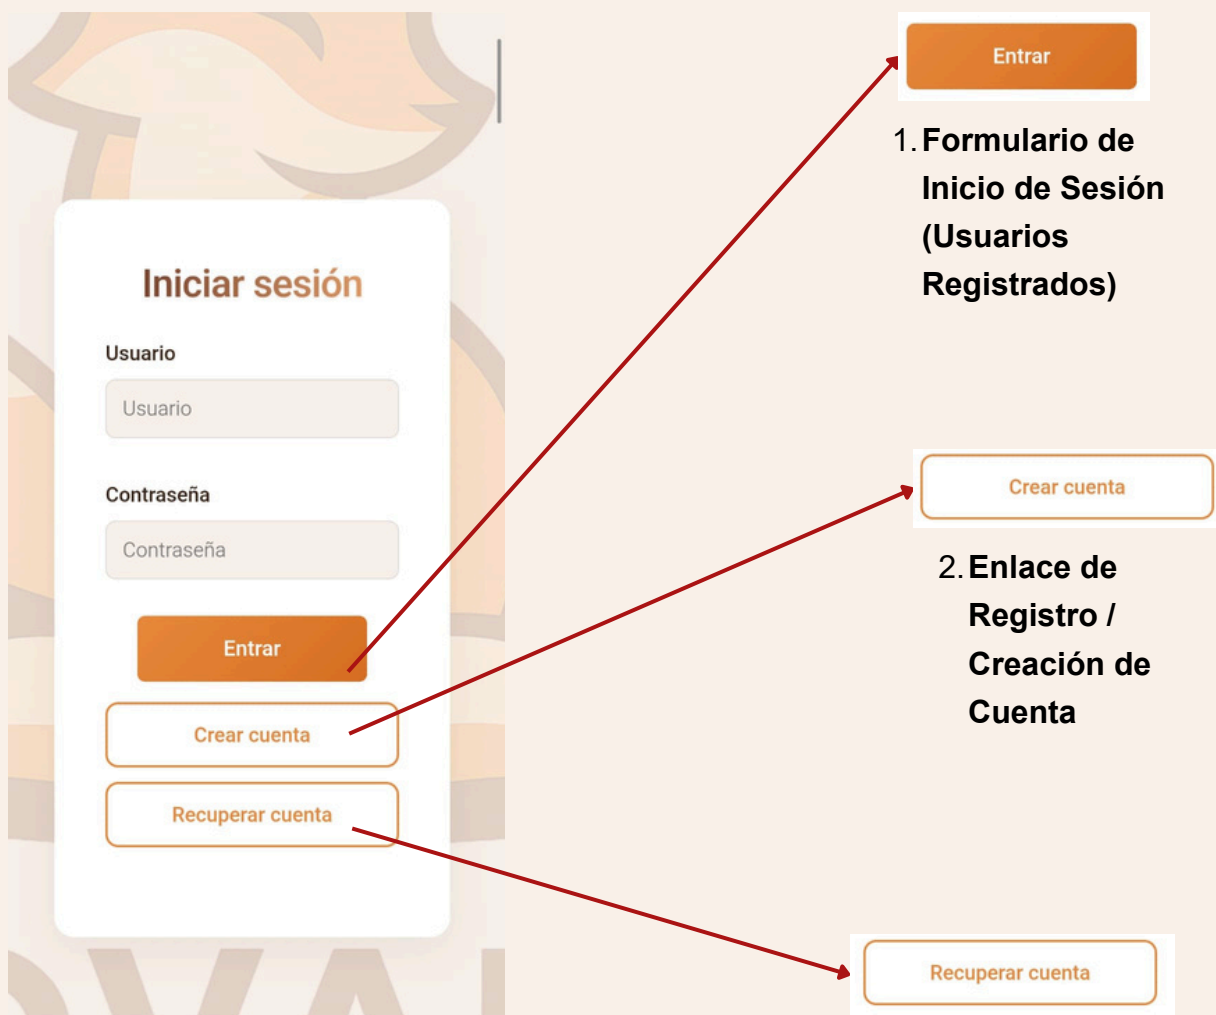 Iniciar sesión
Usuario
Usuario
Contraseña
Contraseña
Entrar
Crear cuenta
Recuperar cuenta
Entrar
1. Formulario de
Inicio de Sesión
(Usuarios
Registrados)
Crear cuenta
2. Enlace de
Registro /
Creación de
Cuenta
Recuperar cuenta